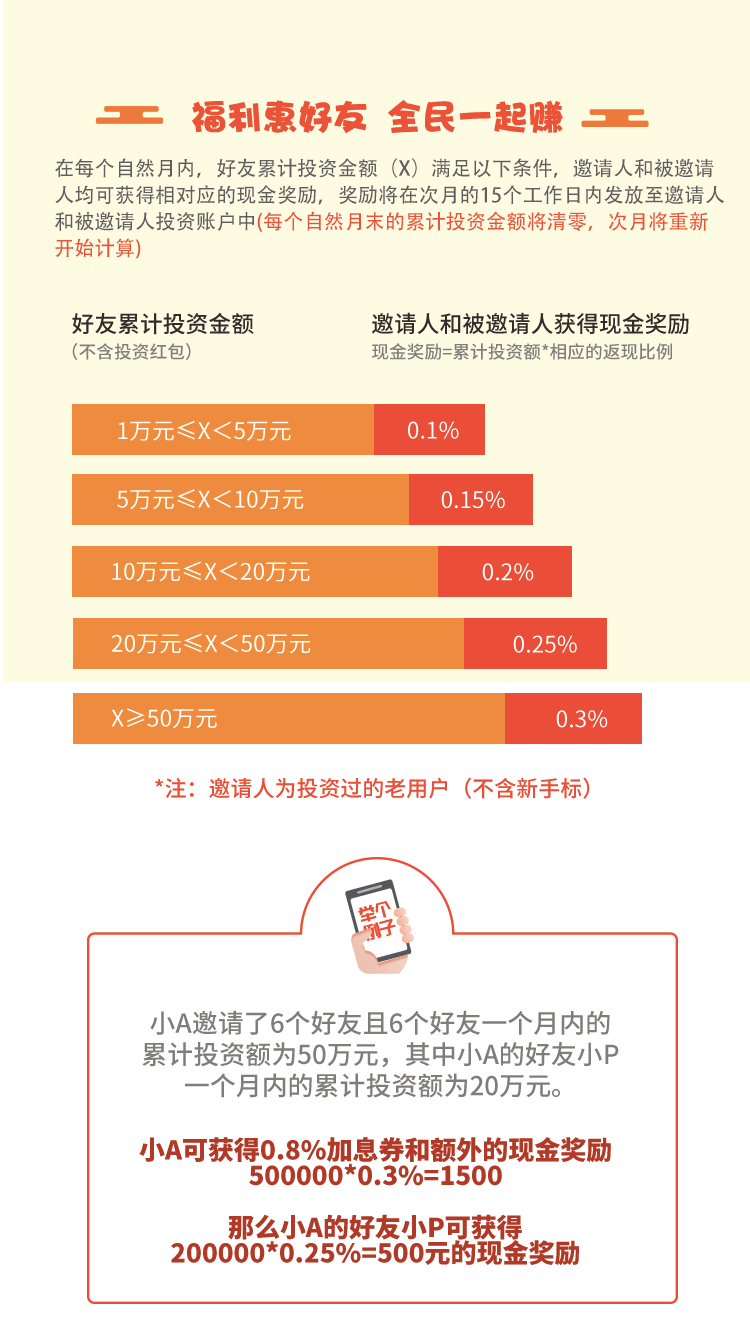 福利惠好友 全民一起赚
在每个自然月内，好友累计投资金额（X）满足以下条件，邀请人和被邀请
人均可获得相对应的现金奖励，奖励将在次月的15个工作日内发放至邀请人
和被邀请人投资账户中(每个自然月末的累计投资金额将清零，次月将重新
开始计算)
好友累计投资金额 邀请人和被邀请人获得现金奖励
（不含投资红包） 现金奖励=累计投资额*相应的返现比例
1万元≤X＜5万元 0.1%
5万元≤X＜10万元 0.15%
10万元≤X＜20万元 0.2%
20万元≤X＜50万元 0.25%
X≥50万元 0.3%
*注：邀请人为投资过的老用户（不含新手标）
举个
例子
小A邀请了6个好友且6个好友一个月内的
累计投资额为50万元，其中小A的好友小P
一个月内的累计投资额为20万元。
小A可获得0.8%加息券和额外的现金奖励
500000*0.3%=1500
那么小A的好友小P可获得
200000*0.25%=500元的现金奖励